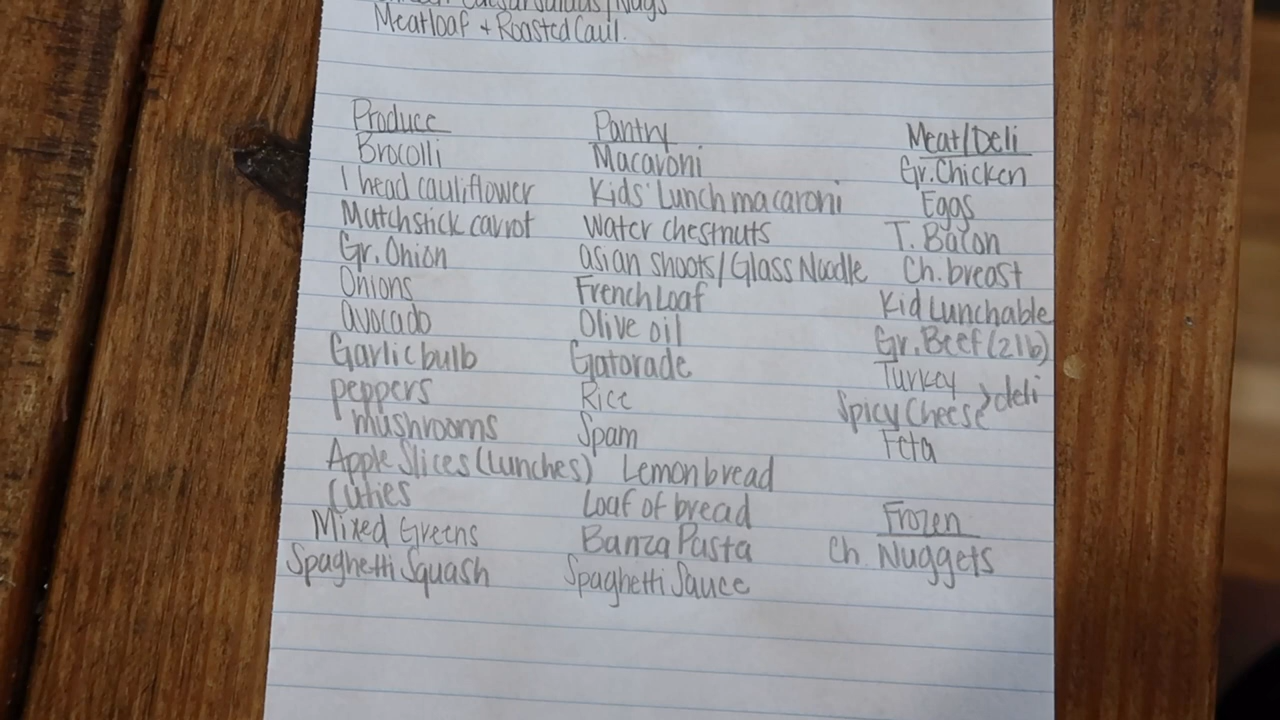 Caesar Salads/Nugs
Meatloaf + Roasted Caul.
Produce
Brocolli
1 head cauliflower
Matchstick carrot
Gr. Onion
Onions
Avocado
Garlic bulb
peppers
mushrooms
Apple Slices (lunches)
Cuties
Mixed Greens
Spaghetti Squash
Pantry
Macaroni
Kids' Lunch macaroni
Water chestnuts
asian shoots/Glass Noodle
French Loaf
Olive oil
Gatorade
Rice
Spam
Lemon bread
Loaf of bread
Banza Pasta
Spaghetti Sauce
Meat/Deli
Gr. Chicken
Eggs
T. Bacon
Ch. breast
Kid Lunchable
Gr. Beef (2lb)
Turkey > deli
Spicy Cheese
Feta
Frozen
Ch. Nuggets